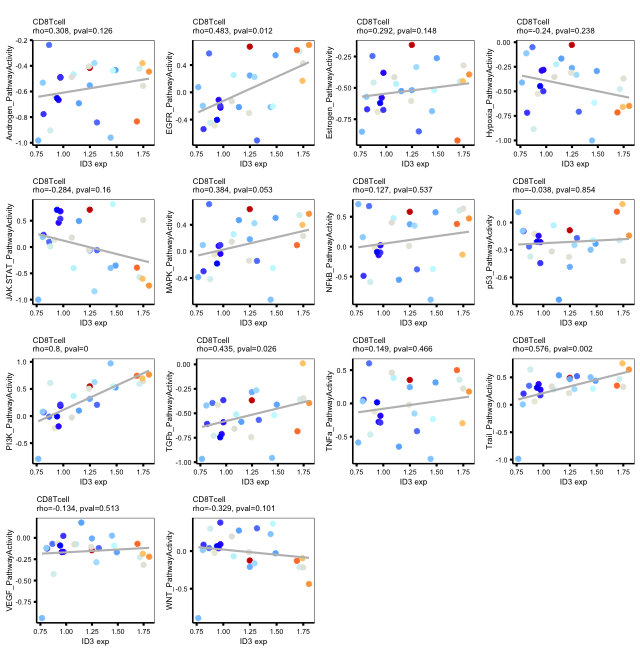 CD8Tcell
rho=0.308, pval=0.126
Androgen_PathwayActivity
-0.2
-0.4
-0.6
-0.8
-1.0
0.75 1.00 1.25 1.50 1.75
ID3 exp
CD8Tcell
rho=0.483, pval=0.012
EGFR_PathwayActivity
0.4
0.0
-0.4
0.75 1.00 1.25 1.50 1.75
ID3 exp
CD8Tcell
rho=0.292, pval=0.148
Estrogen_PathwayActivity
-0.25
-0.50
-0.75
0.75 1.00 1.25 1.50 1.75
ID3 exp
CD8Tcell
rho=-0.24, pval=0.238
Hypoxia_PathwayActivity
0.00
-0.25
-0.50
-0.75
-1.00
0.75 1.00 1.25 1.50 1.75
ID3 exp
CD8Tcell
rho=-0.284, pval=0.16
JAK-STAT_PathwayActivity
0.5
0.0
-0.5
-1.0
0.75 1.00 1.25 1.50 1.75
ID3 exp
CD8Tcell
rho=0.384, pval=0.053
MAPK_PathwayActivity
0.4
0.0
-0.4
-0.8
0.75 1.00 1.25 1.50 1.75
ID3 exp
CD8Tcell
rho=0.127, pval=0.537
NFkB_PathwayActivity
0.5
0.0
-0.5
0.75 1.00 1.25 1.50 1.75
ID3 exp
CD8Tcell
rho=-0.038, pval=0.854
p53_PathwayActivity
0.0
-0.3
-0.6
0.75 1.00 1.25 1.50 1.75
ID3 exp
CD8Tcell
rho=0.8, pval=0
PI3K_PathwayActivity
1.0
0.5
0.0
-0.5
0.75 1.00 1.25 1.50 1.75
ID3 exp
CD8Tcell
rho=0.435, pval=0.026
TGFb_PathwayActivity
0.00
-0.25
-0.50
-0.75
-1.00
0.75 1.00 1.25 1.50 1.75
ID3 exp
CD8Tcell
rho=0.149, pval=0.466
TNFa_PathwayActivity
0.5
0.0
-0.5
0.75 1.00 1.25 1.50 1.75
ID3 exp
CD8Tcell
rho=0.576, pval=0.002
Trail_PathwayActivity
0.5
0.0
-0.5
-1.0
0.75 1.00 1.25 1.50 1.75
ID3 exp
CD8Tcell
rho=-0.134, pval=0.513
VEGF_PathwayActivity
0.00
-0.25
-0.50
-0.75
0.75 1.00 1.25 1.50 1.75
ID3 exp
CD8Tcell
rho=-0.329, pval=0.101
WNT_PathwayActivity
0.0
-0.5
0.75 1.00 1.25 1.50 1.75
ID3 exp